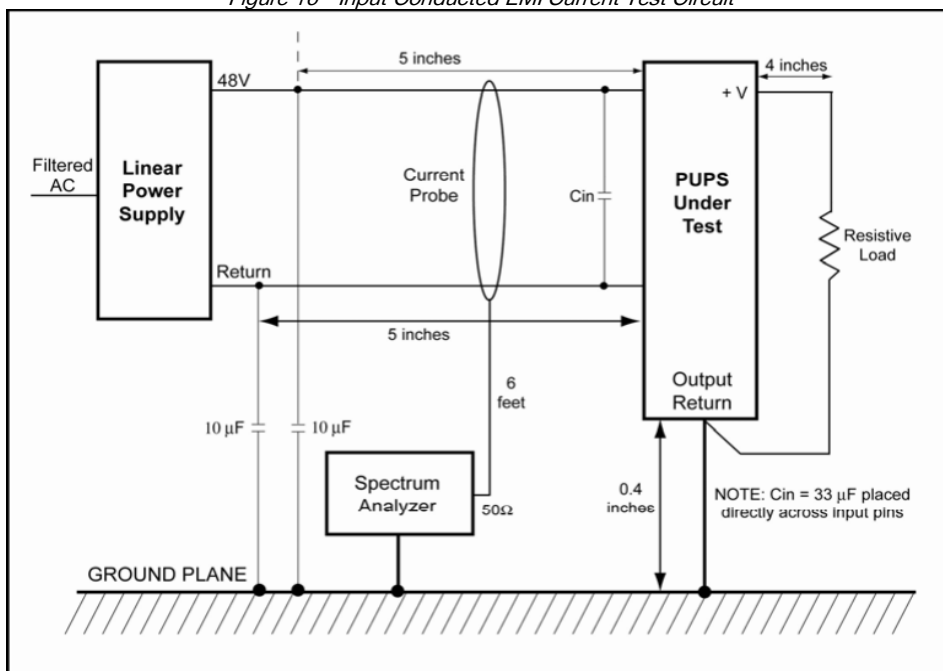 Figure 10 - Input Conducted EMI Current Test Circuit
5 inches
4 inches
48V
+ V
Filtered
AC
Linear
Power
Supply
Current
Probe
Cin
PUPS
Under
Test
Resistive
Load
Return
5 inches
Output
Return
6
feet
10 µF
10 µF
Spectrum
Analyzer
50Ω
0.4
inches
NOTE: Cin = 33 µF placed
directly across input pins
GROUND PLANE